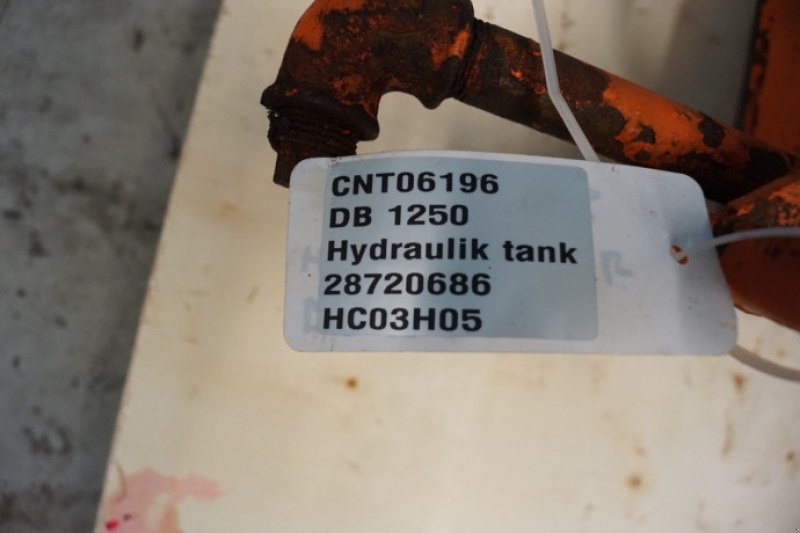 CNT06196
DB 1250
Hydraulik tank
28720686
HC03H05